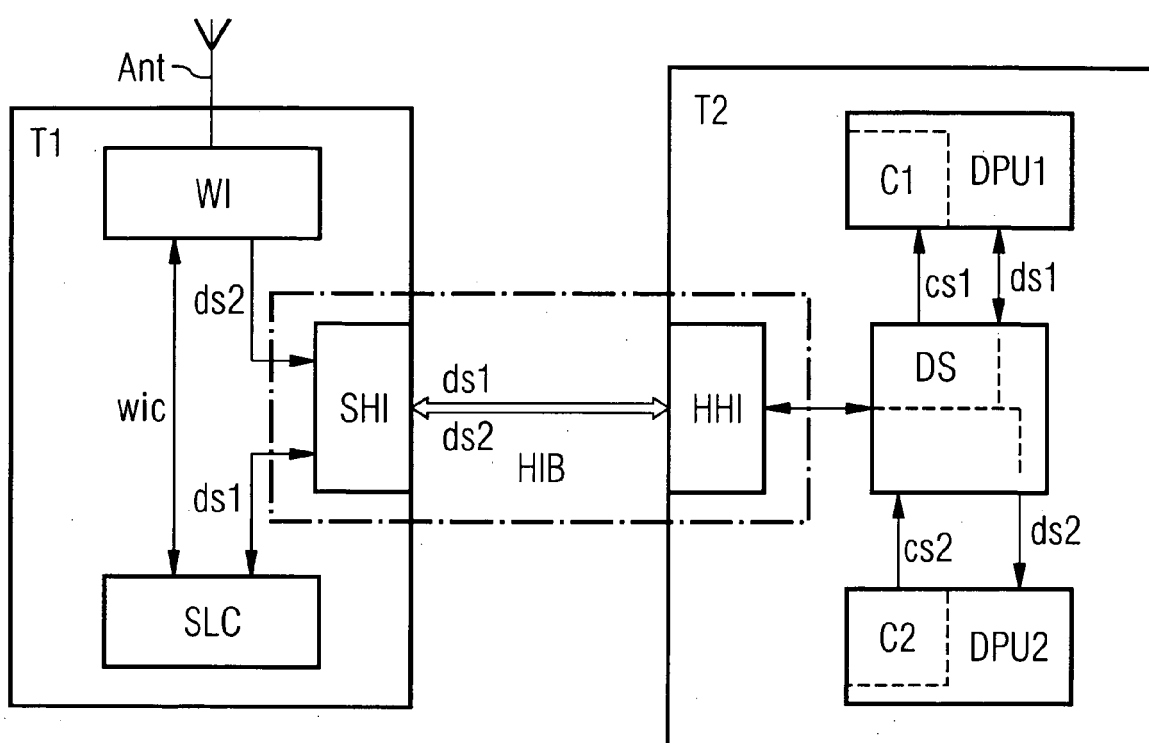 Ant
T1
WI
ds2
wic
ds1
SLC
SHI
ds1
ds2
HIB
T2
HHI
C1
DPU1
cs1
ds1
DS
cs2
ds2
C2
DPU2